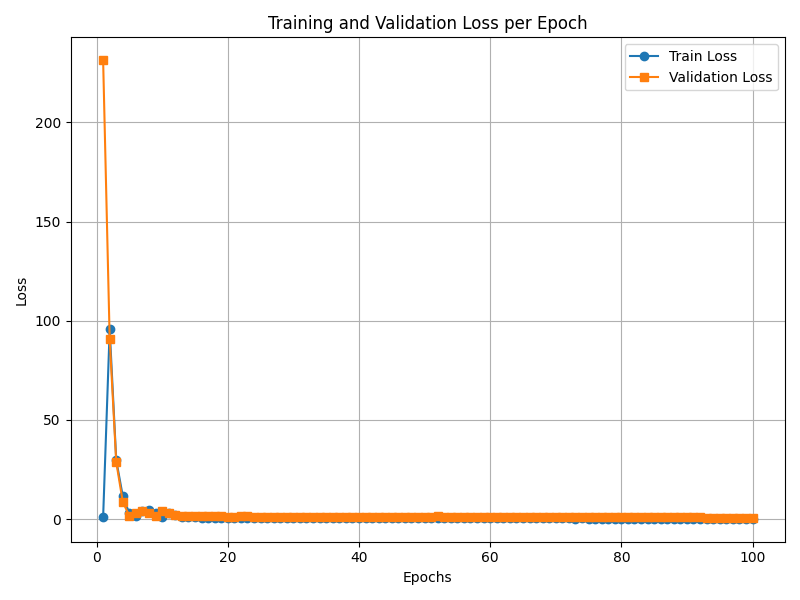 Training and Validation Loss per Epoch
Train Loss
Validation Loss
Loss
200
150
100
50
0
0 20 40 60 80 100
Epochs